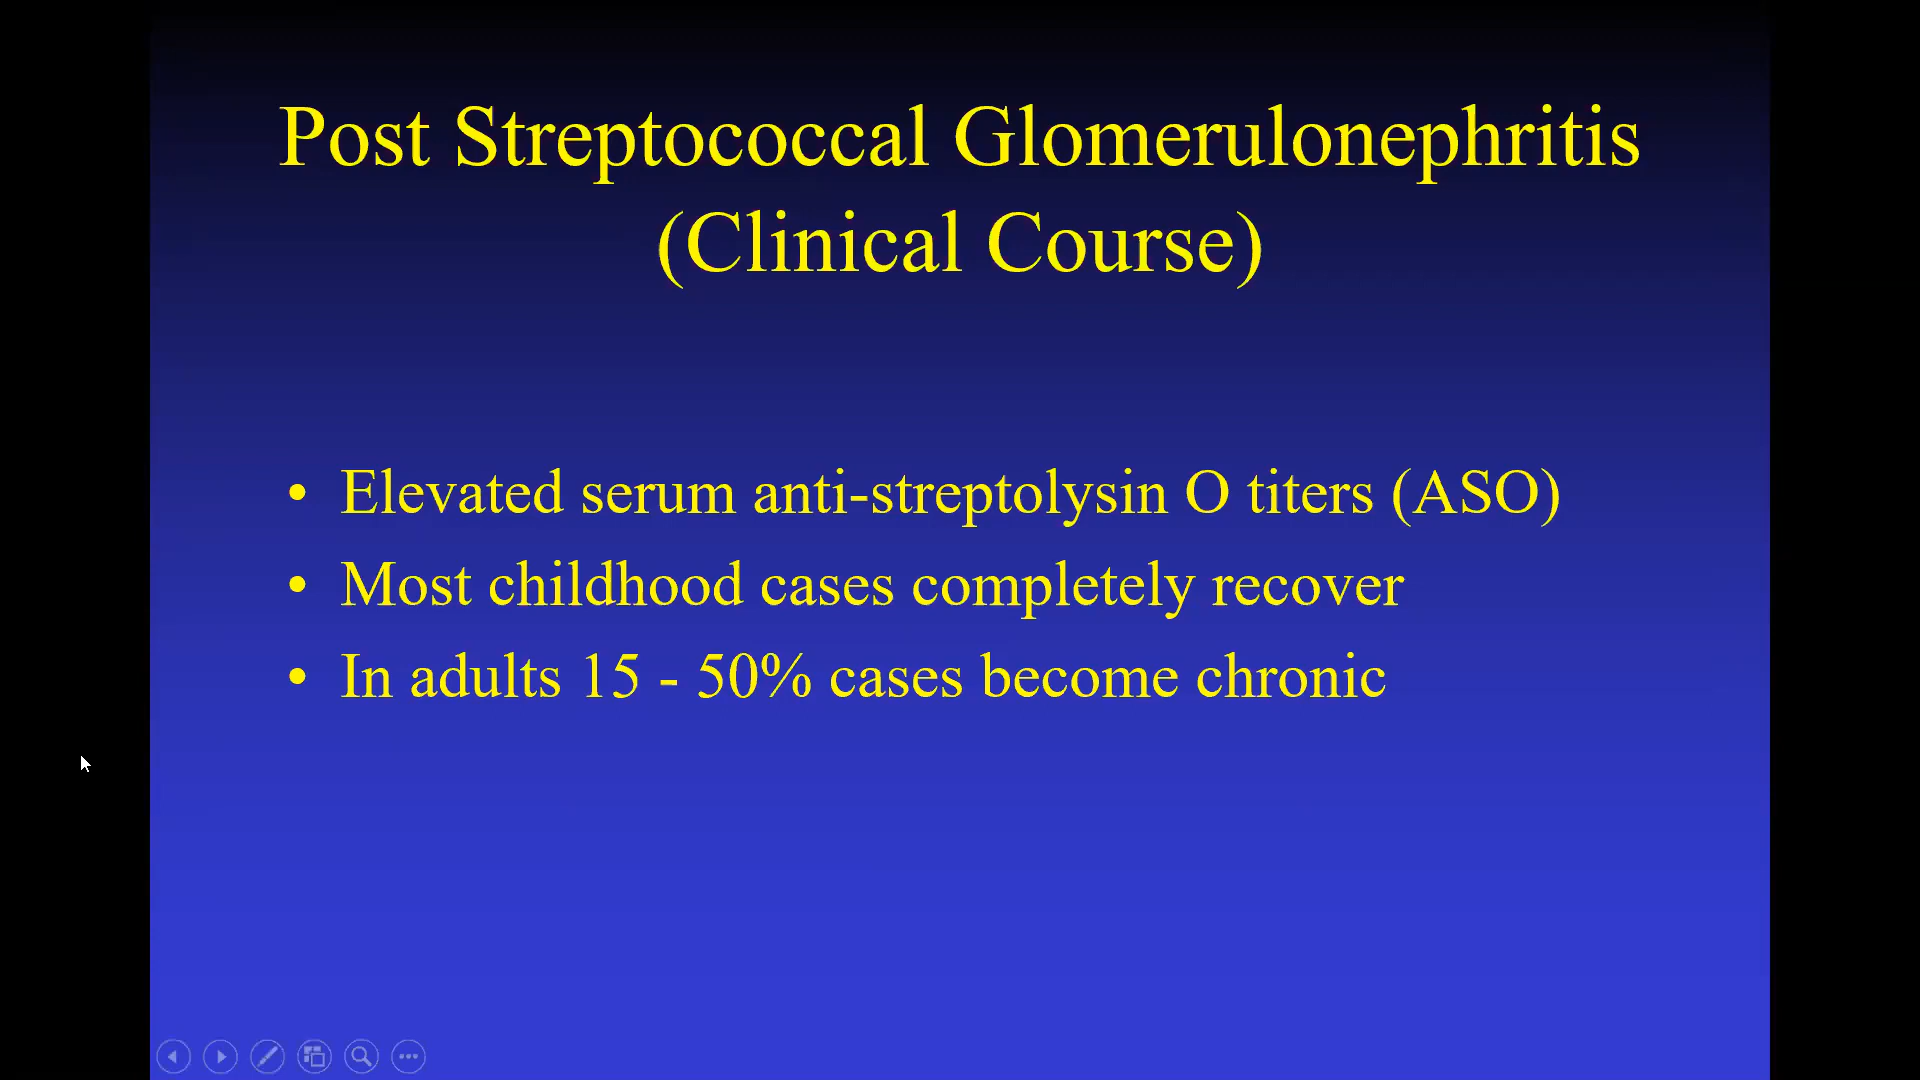 Post Streptococcal Glomerulonephritis
(Clinical Course)
• Elevated serum anti-streptolysin O titers (ASO)
• Most childhood cases completely recover
• In adults 15 - 50% cases become chronic